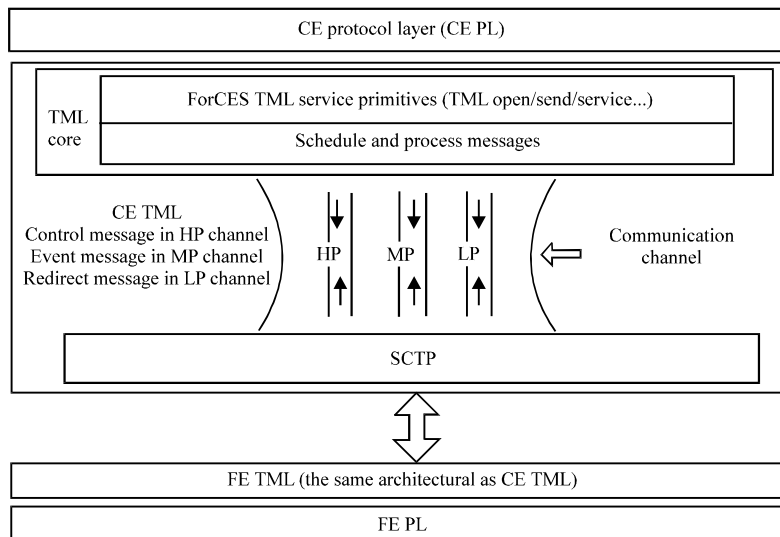 CE protocol layer (CE PL)
ForCES TML service primitives (TML open/send/service...)
TML
core
Schedule and process messages
CE TML
Control message in HP channel
Event message in MP channel
Redirect message in LP channel
HP
MP
LP
Communication
channel
SCTP
FE TML (the same architectural as CE TML)
FE PL